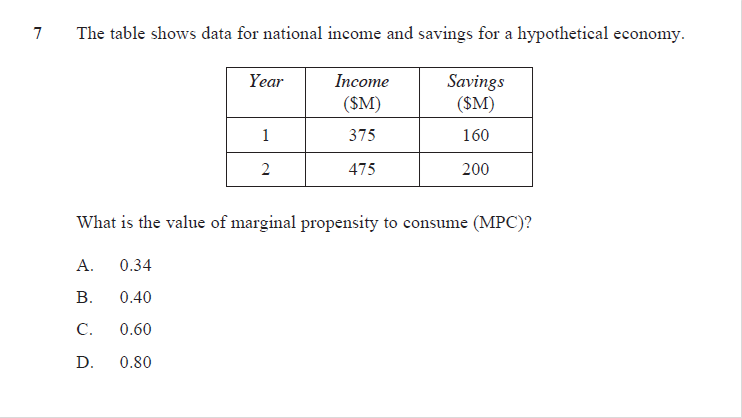 7 The table shows data for national income and savings for a hypothetical economy.
Year Income Savings
($M) ($M)
1 375 160
2 475 200
What is the value of marginal propensity to consume (MPC)?
A. 0.34
B. 0.40
C. 0.60
D. 0.80